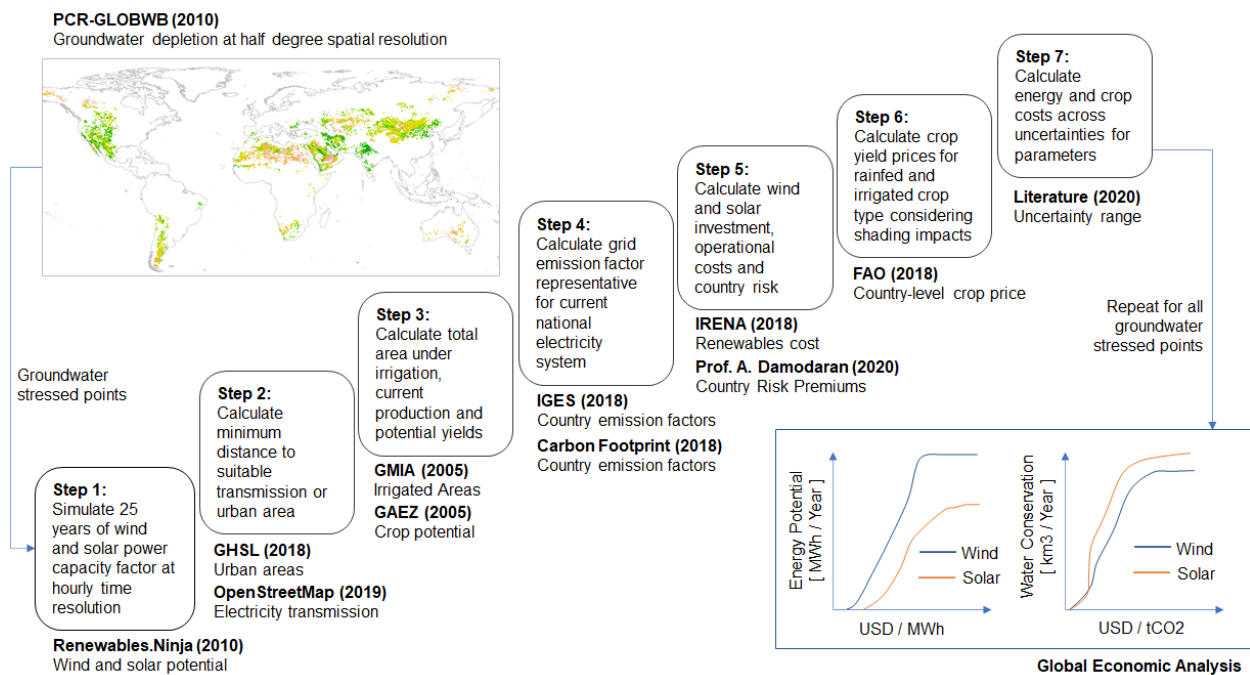 PCR-GLOBWB (2010)
Groundwater depletion at half degree spatial resolution
Groundwater
stressed points
Step 1:
Simulate 25
years of wind
and solar power
capacity factor at
hourly time
resolution
Renewables.Ninja (2010)
Wind and solar potential
Step 2:
Calculate
minimum
distance to
suitable
transmission or
urban area
GHSL (2018)
Urban areas
OpenStreetMap (2019)
Electricity transmission
Step 3:
Calculate total
area under
irrigation,
current
production and
potential yields
GMIA (2005)
Irrigated Areas
GAEZ (2005)
Crop potential
Step 4:
Calculate grid
emission factor
representative
for current
national
electricity
system
IGES (2018)
Country emission factors
Carbon Footprint (2018)
Country emission factors
Step 5:
Calculate wind
and solar
investment,
operational
costs and
country risk
IRENA (2018)
Renewables cost
Prof. A. Damodaran (2020)
Country Risk Premiums
Step 6:
Calculate crop
yield prices for
rainfed and
irrigated crop
type considering
shading impacts
FAO (2018)
Country-level crop price
Step 7:
Calculate
energy and crop
costs across
uncertainties for
parameters
Literature (2020)
Uncertainty range
Repeat for all
groundwater
stressed points
Energy Potential
[ MWh / Year ]
Wind
Solar
USD / MWh
Water Conservation
[ km3 / Year ]
Wind
Solar
USD / tCO2
Global Economic Analysis